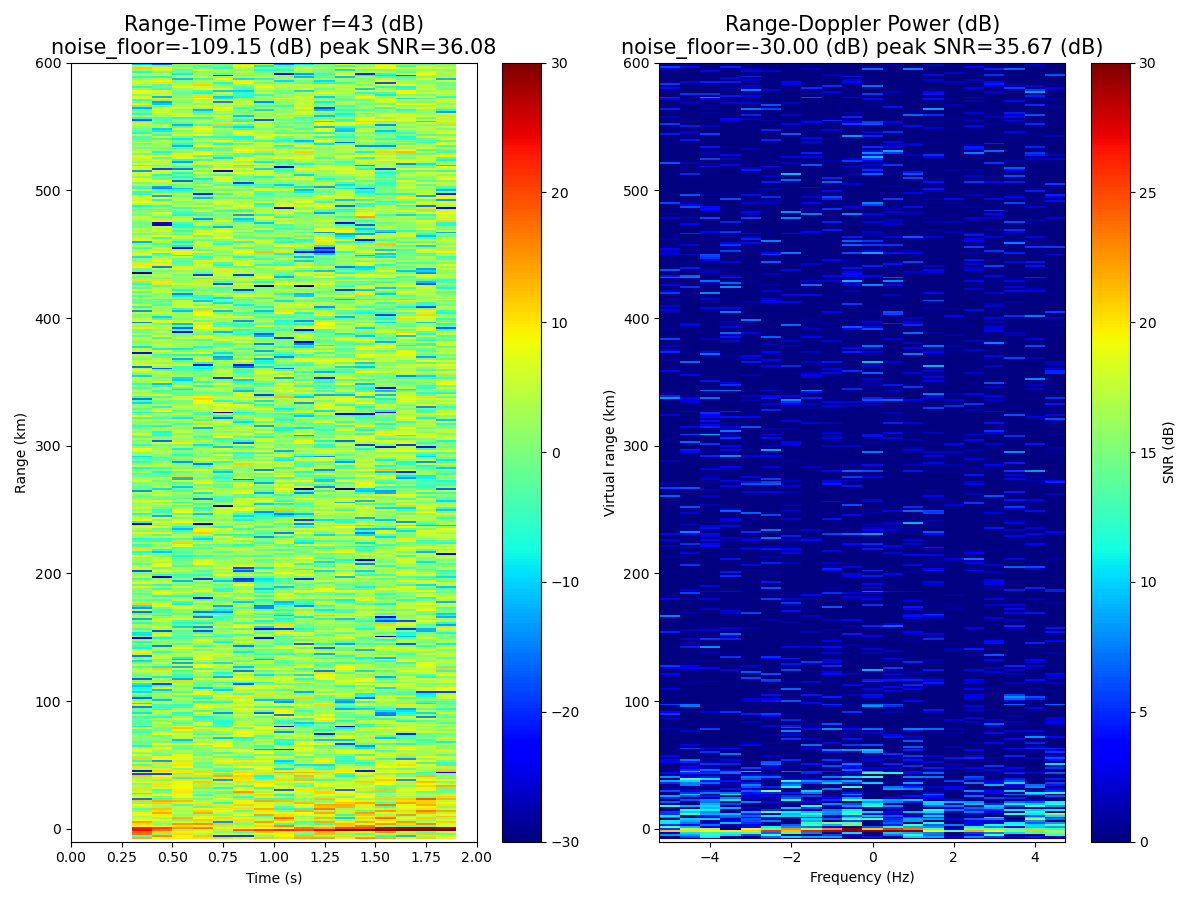 Range-Time Power f=43 (dB)
noise_floor=-109.15 (dB) peak SNR=36.08
600
500
400
300
200
100
0
Range (km)
0.00 0.25 0.50 0.75 1.00 1.25 1.50 1.75 2.00
Time (s)
30
20
10
0
−10
−20
−30
Range-Doppler Power (dB)
noise_floor=-30.00 (dB) peak SNR=35.67 (dB)
600
500
400
300
200
100
0
Virtual range (km)
−4 −2 0 2 4
Frequency (Hz)
30
25
20
15
10
5
0
SNR (dB)